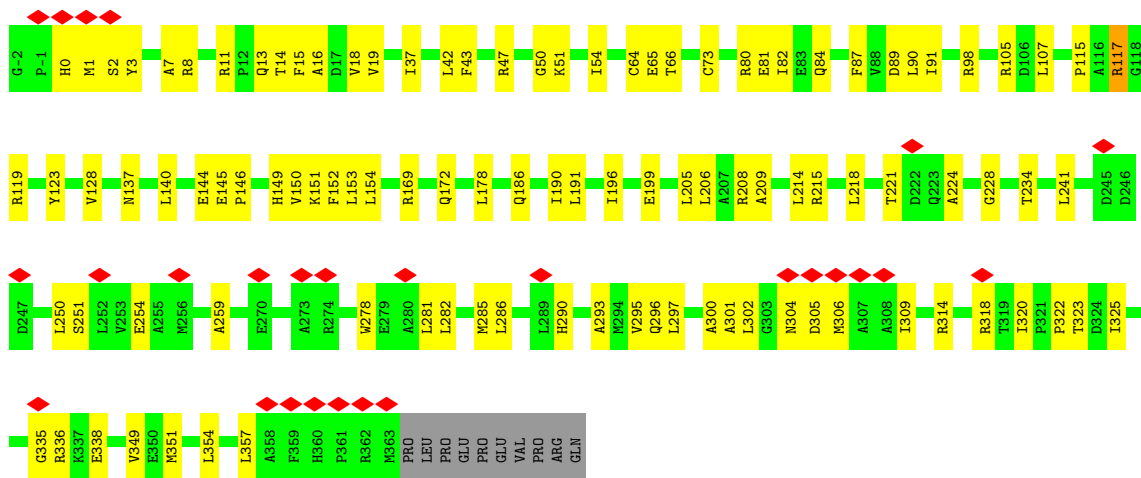 G-2 P-1 H0 M1 S2 Y3 A7 R8 R11 P12 Q13 T14 F15 A16 D17 V18 V19 I37 L42 F43 R47 G50 K51 I54 C64 E65 T66 C73 R80 E81 I82 E83 Q84 F87 V88 D89 L90 I91 R98 R105 D106 L107 P115 A116 R117 G118
R119 Y123 V128 N137 L140 E144 E145 P146 H149 V150 K151 F152 L153 L154 R169 Q172 L178 Q186 I190 L191 I196 E199 L205 L206 A207 R208 A209 L214 R215 L218 T221 D222 Q223 A224 G228 T234 L241 D245 D246
D247 L250 S251 L252 V253 E254 A255 M256 A259 E270 A273 R274 W278 E279 A280 L281 L282 M285 L286 L289 H290 A293 M294 V295 Q296 L297 A300 A301 L302 G303 N304 D305 M306 A307 A308 I309 R314 R318 T319 I320 P321 P322 T323 D324 I325
G335 R336 K337 E338 V349 E350 M351 L354 L357 A358 F359 H360 P361 R362 M363 PRO LEU PRO GLU PRO GLU VAL PRO ARG GLN